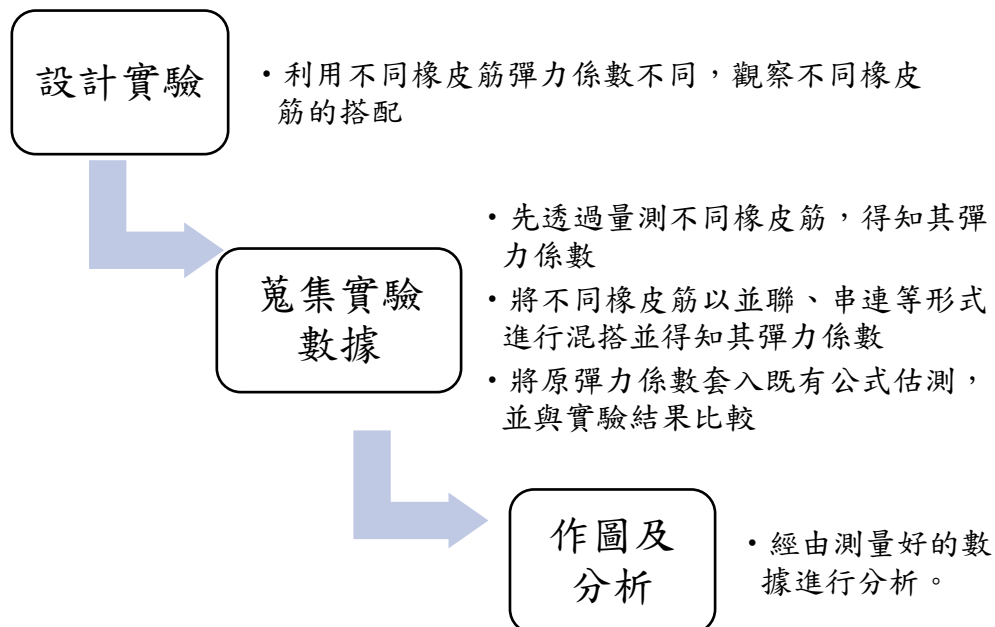 設計實驗
•利用不同橡皮筋彈力係數不同，觀察不同橡皮
筋的搭配
蒐集實驗
數據
•先透過量測不同橡皮筋，得知其彈
力係數
•將不同橡皮筋以並聯、串連等形式
進行混搭並得知其彈力係數
•將原彈力係數套入既有公式估測，
並與實驗結果比較
作圖及
分析
•經由測量好的數
據進行分析。